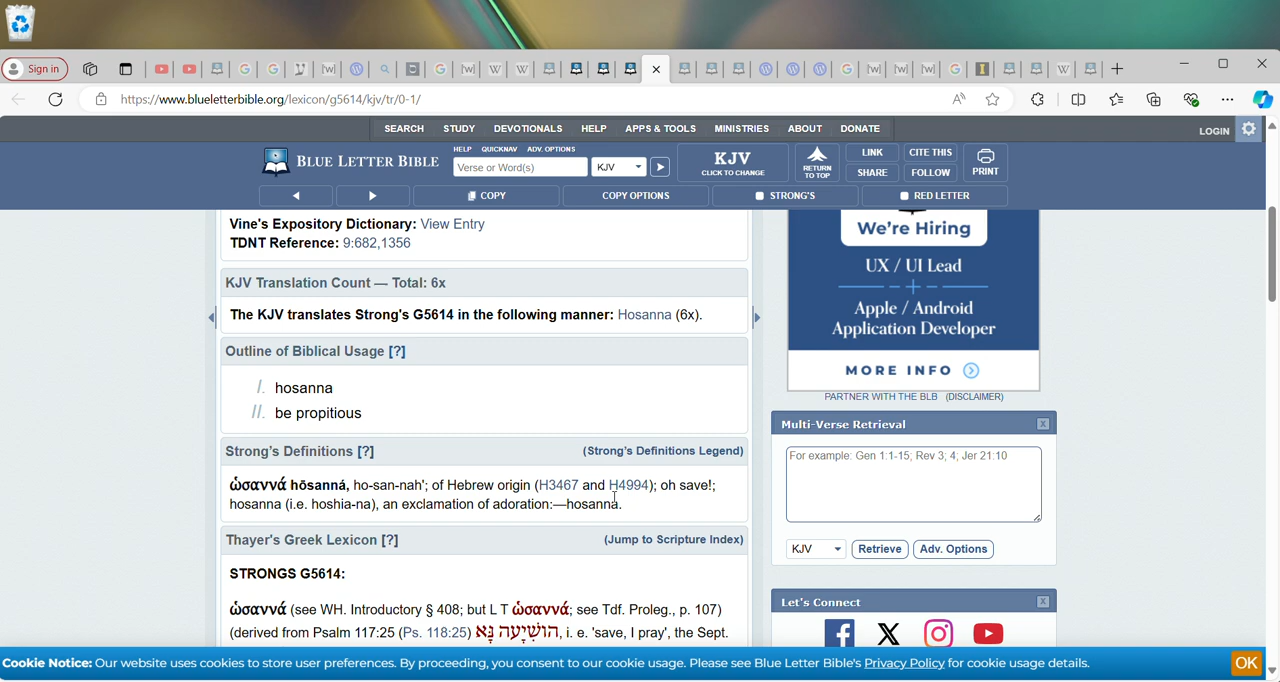 Sign in
https://www.blueletterbible.org/lexicon/g5614/kjv/tr/0-1/
SEARCH STUDY DEVOTIONALS HELP APPS & TOOLS MINISTRIES ABOUT DONATE
LOGIN
BLUE LETTER BIBLE
HELP QUICKNAV ADV. OPTIONS
Verse or Word(s)
KJV
KJV
CLICK TO CHANGE
RETURN
TO TOP
LINK
CITE THIS
SHARE
FOLLOW
PRINT
COPY
COPY OPTIONS
STRONG'S
RED LETTER
Vine's Expository Dictionary: View Entry
TDNT Reference: 9:682,1356
KJV Translation Count — Total: 6x
The KJV translates Strong's G5614 in the following manner: Hosanna (6x).
Outline of Biblical Usage [?]
I. hosanna
II. be propitious
Strong's Definitions [?] (Strong's Definitions Legend)
ὡσαννά hōsanná, ho-san-nah'; of Hebrew origin (H3467 and H4994); oh save!;
hosanna (i.e. hoshia-na), an exclamation of adoration:—hosanna.
Thayer's Greek Lexicon [?] (Jump to Scripture Index)
STRONGS G5614:
ὡσαννά (see WH. Introductory § 408; but L T ὡσαννά; see Tdf. Proleg., p. 107)
(derived from Psalm 117:25 (Ps. 118:25) הוֹשִׁיעָה נָּא, i. e. 'save, I pray', the Sept.
We're Hiring
UX / UI Lead
Apple / Android
Application Developer
MORE INFO
PARTNER WITH THE BLB (DISCLAIMER)
Multi-Verse Retrieval
X
For example: Gen 1:1-15; Rev 3; 4; Jer 21:10
KJV
Retrieve
Adv. Options
Let's Connect
X
Cookie Notice: Our website uses cookies to store user preferences. By proceeding, you consent to our cookie usage. Please see Blue Letter Bible's Privacy Policy for cookie usage details.
OK